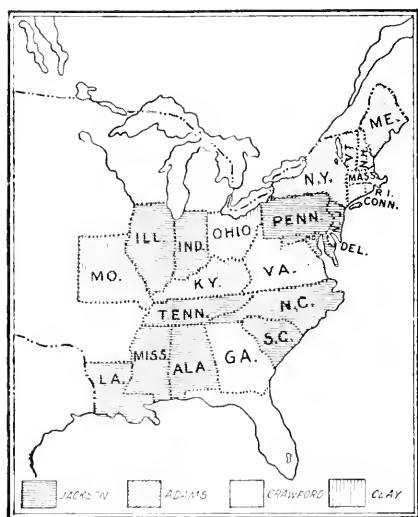 ME.
VT.
N.H.
N.Y.
MASS.
R.I.
CONN.
PENN.
OHIO
ILL.
IND.
DEL.
MO.
KY.
VA.
TENN.
N.C.
S.C.
MISS.
ALA.
GA.
LA.
JACKSON
ADAMS
CRAWFORD
CLAY